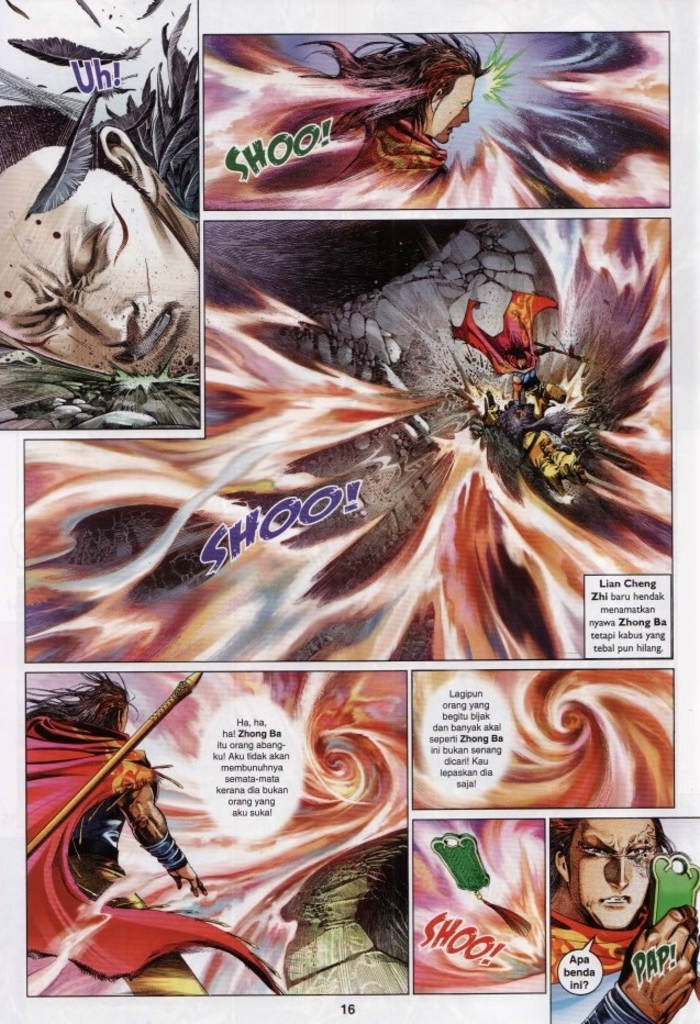 Uh!
SHOO!
SHOO!
Lian Cheng
Zhi baru hendak
menamatkan
nyawa Zhong Ba
tetapi kabus yang
tebal pun hilang.
Ha, ha,
ha! Zhong Ba
itu orang abang-
ku! Aku tidak akan
membunuhnya
semata-mata
kerana dia bukan
orang yang
aku suka!
Lagipun
orang yang
begitu bijak
dan banyak akal
seperti Zhong Ba
ini bukan senang
dicari! Kau
lepaskan dia
saja!
SHOO!
Apa
benda
ini?
PAP!
16